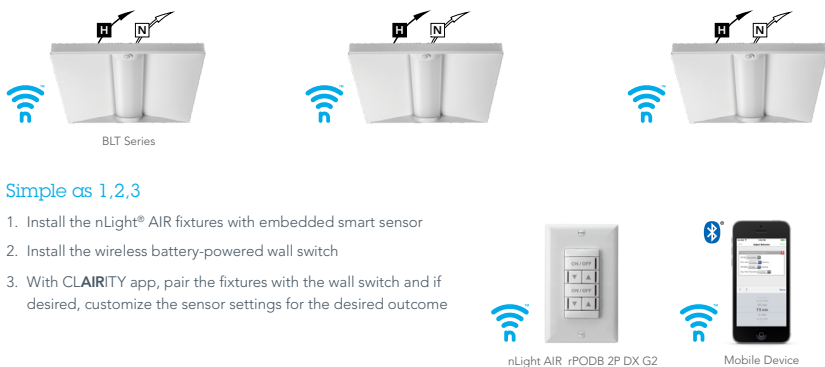 H N H N H N
n n n
BLT Series
Simple as 1,2,3
1. Install the nLight® AIR fixtures with embedded smart sensor
2. Install the wireless battery-powered wall switch
3. With CLAIRITY app, pair the fixtures with the wall switch and if
desired, customize the sensor settings for the desired outcome
ON / OFF
ON / OFF
n
nLight AIR rPODB 2P DX G2
n
Mobile Device